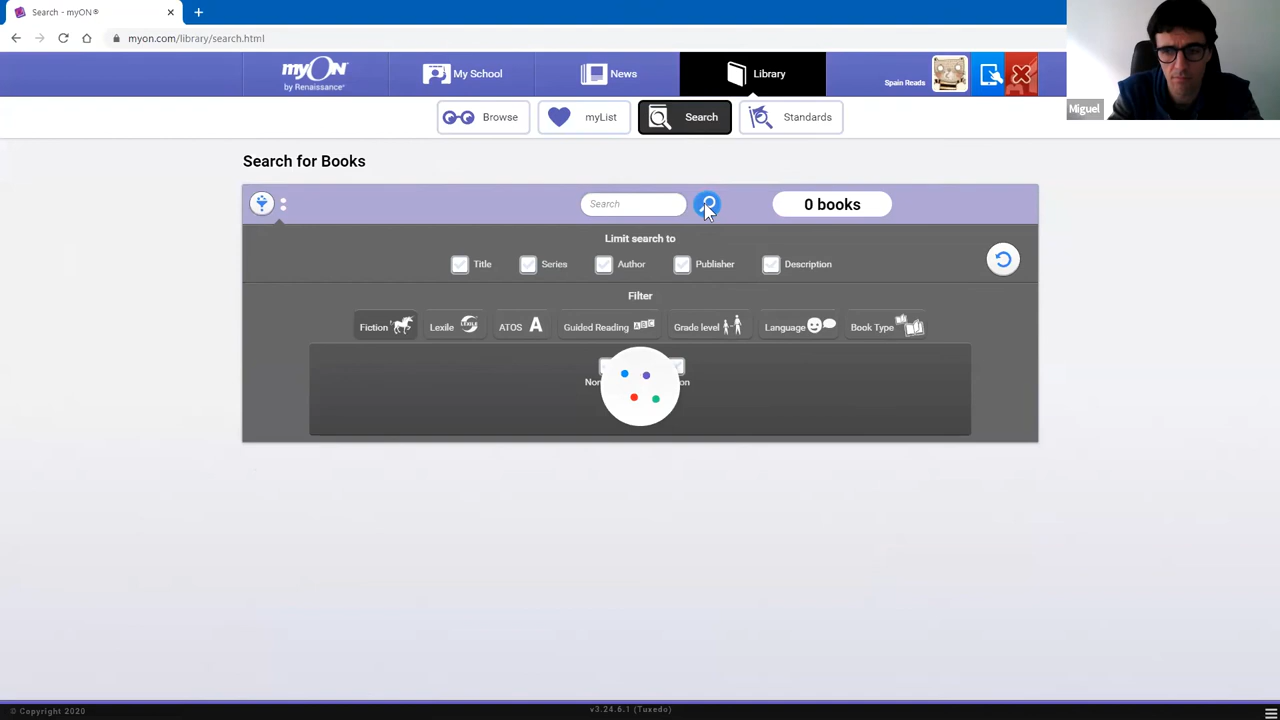 Search - myON®
myon.com/library/search.html
myON
by Renaissance®
My School
News
Library
Spain Reads
Miguel
Browse
myList
Search
Standards
Search for Books
Search
0 books
Limit search to
Title
Series
Author
Publisher
Description
Filter
Fiction
Lexile
LEXILE
ATOS A
Guided Reading ABC
Grade level
Language
Book Type
© Copyright 2020
v3.24.6.1 (Tuxedo)